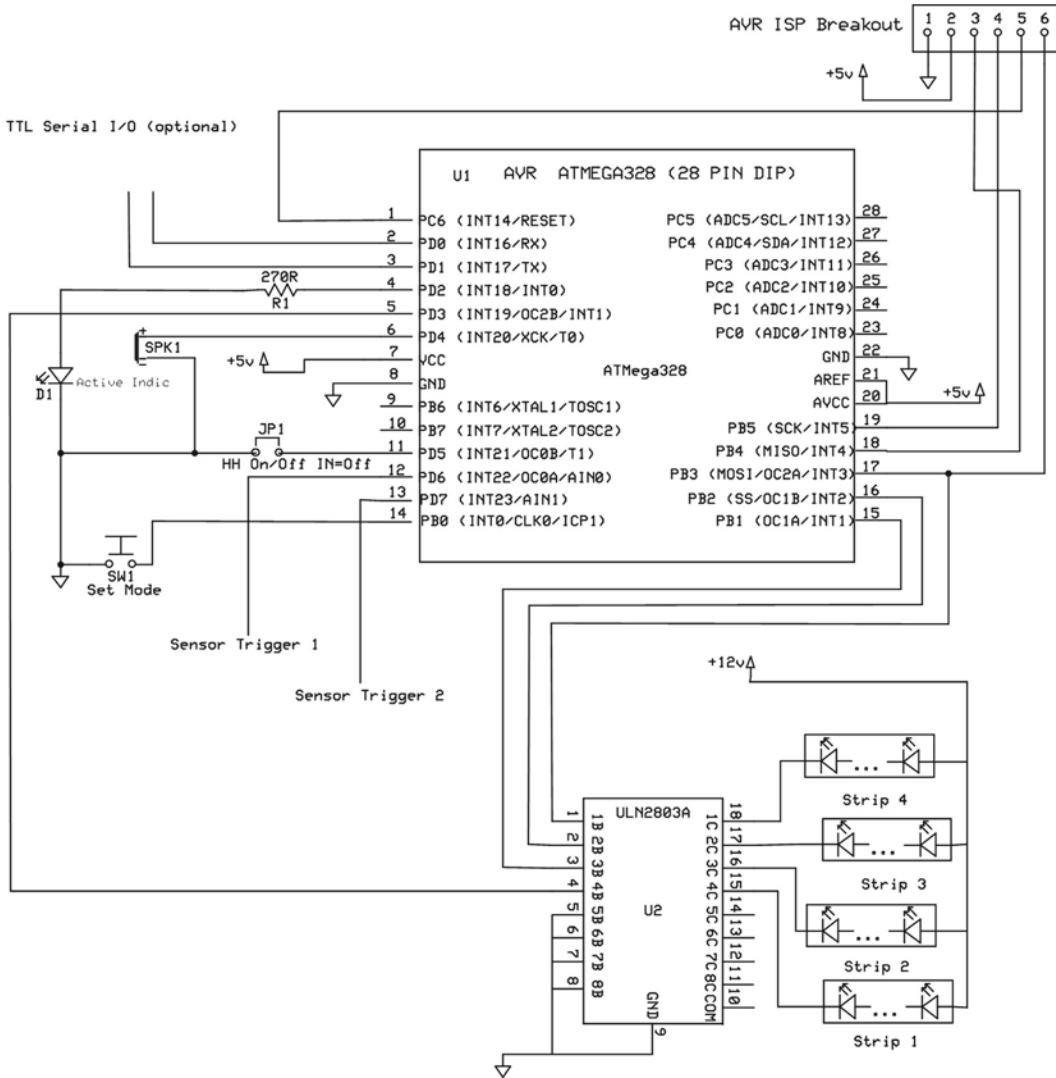 AVR ISP Breakout
1 2 3 4 5 6
+5v
TTL Serial I/O (optional)
U1 AVR ATMEGA328 (28 PIN DIP)
1 PC6 (INT14/RESET)
2 PD0 (INT16/RX)
3 PD1 (INT17/TX)
270R
R1
4 PD2 (INT18/INT0)
5 PD3 (INT19/OC2B/INT1)
6 PD4 (INT20/XCK/T0)
+
SPK1
-
+5v
7 VCC
8 GND
D1
Active Indic
9 PB6 (INT6/XTAL1/TOSC1)
10 PB7 (INT7/XTAL2/TOSC2)
JP1
11 PD5 (INT21/OC0B/T1)
HH On/Off IN=Off
12 PD6 (INT22/OC0A/AIN0)
13 PD7 (INT23/AIN1)
14 PB0 (INT0/CLK0/ICP1)
SW1
Set Mode
ATMega328
PC5 (ADC5/SCL/INT13) 28
PC4 (ADC4/SDA/INT12) 27
PC3 (ADC3/INT11) 26
PC2 (ADC2/INT10) 25
PC1 (ADC1/INT9) 24
PC0 (ADC0/INT8) 23
GND 22
AREF 21
AVCC 20
+5v
PB5 (SCK/INT5) 19
PB4 (MISO/INT4) 18
PB3 (MOSI/OC2A/INT3) 17
PB2 (SS/OC1B/INT2) 16
PB1 (OC1A/INT1) 15
Sensor Trigger 1
Sensor Trigger 2
+12v
ULN2803A
U2
1 1B
2 2B
3 3B
4 4B
5 5B
6 6B
7 7B
8 8B
GND 9
1C 18
2C 17
3C 16
4C 15
5C 14
6C 13
7C 12
8C 11
COM 10
...
Strip 4
...
Strip 3
...
Strip 2
...
Strip 1